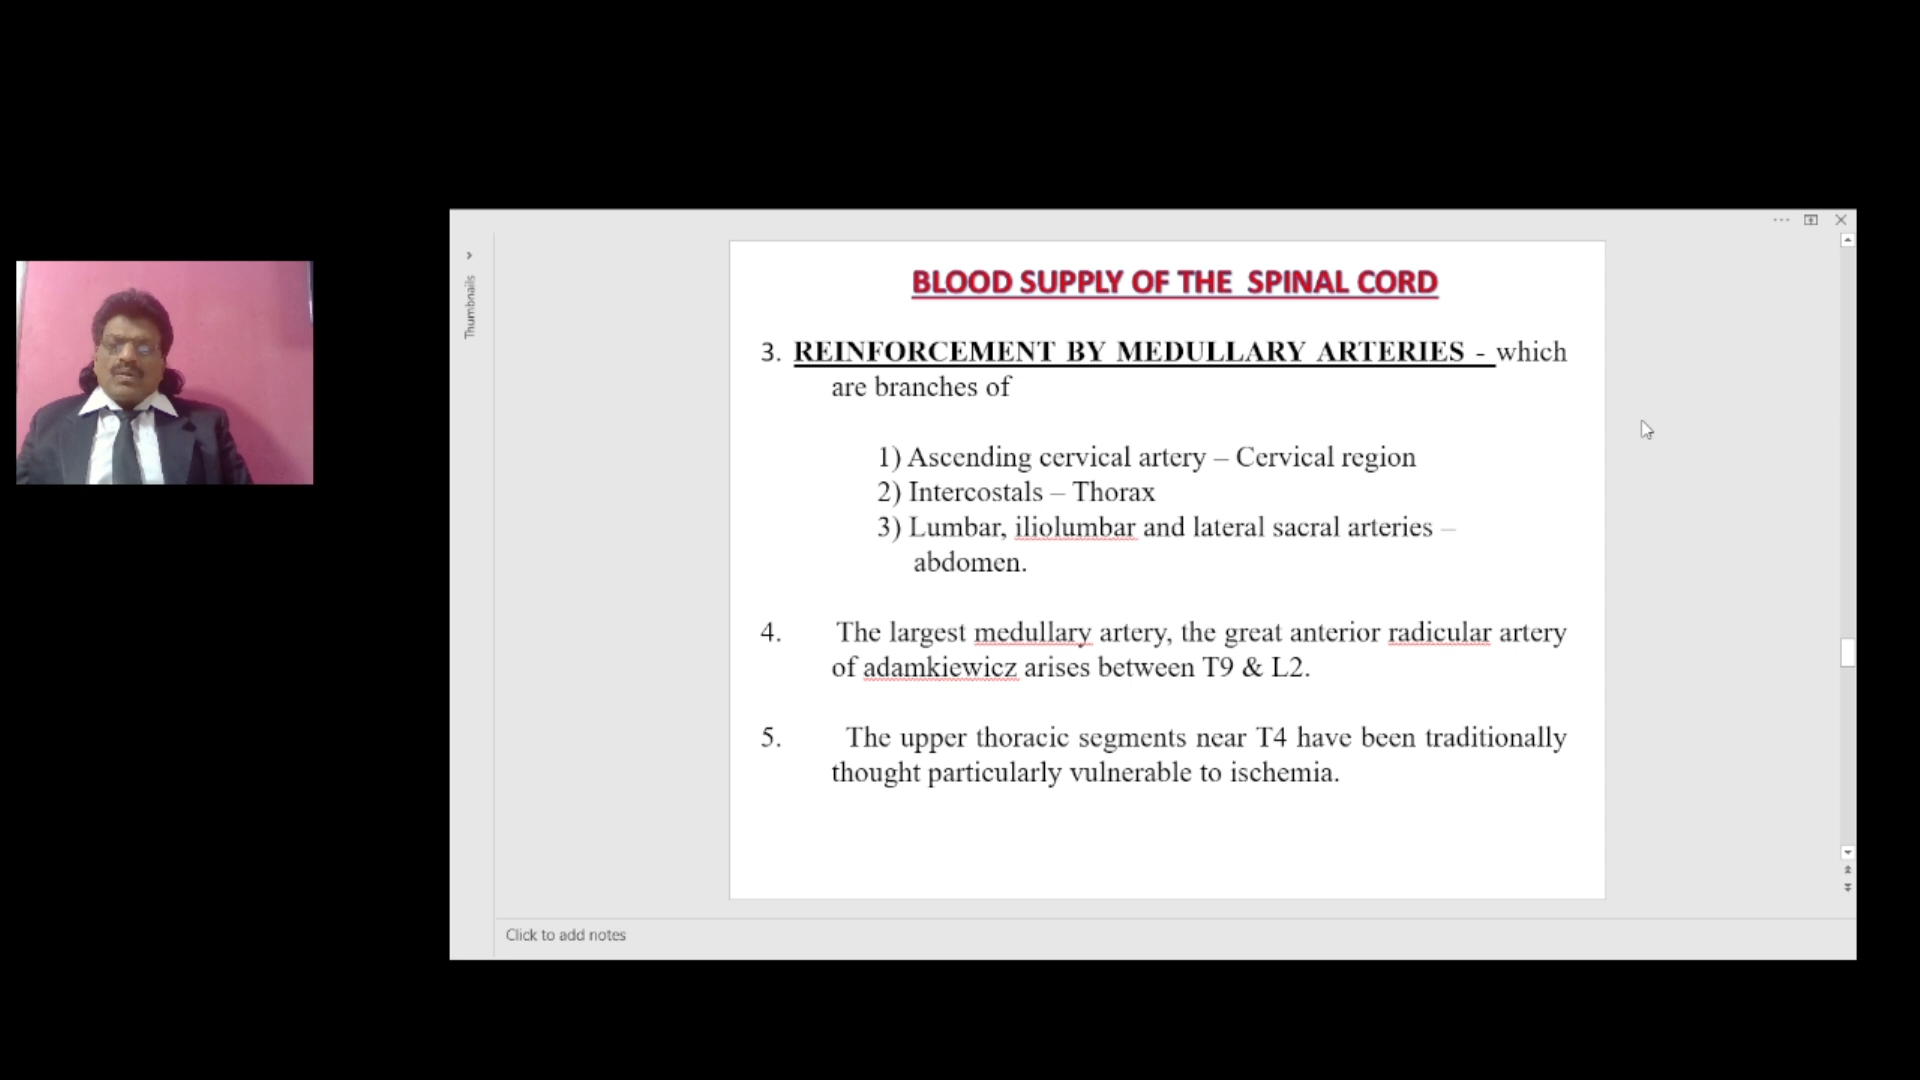 Thumbnails
BLOOD SUPPLY OF THE SPINAL CORD
3. REINFORCEMENT BY MEDULLARY ARTERIES - which
are branches of
1) Ascending cervical artery – Cervical region
2) Intercostals – Thorax
3) Lumbar, iliolumbar and lateral sacral arteries –
abdomen.
4. The largest medullary artery, the great anterior radicular artery
of adamkiewicz arises between T9 & L2.
5. The upper thoracic segments near T4 have been traditionally
thought particularly vulnerable to ischemia.
Click to add notes